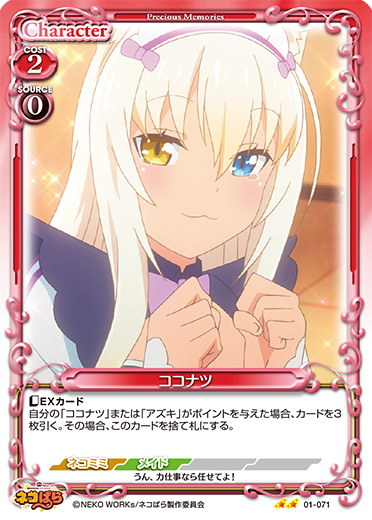 Precious Memories
Character
COST
2
SOURCE
0
ココナツ
EXカード
自分の「ココナツ」または「アズキ」がポイントを与えた場合、カードを3
枚引く。その場合、このカードを捨て札にする。
ネコミミ メイド
うん、力仕事なら任せてよ!
ネコぱら
©NEKO WORKs/ネコぱら製作委員会
01-071